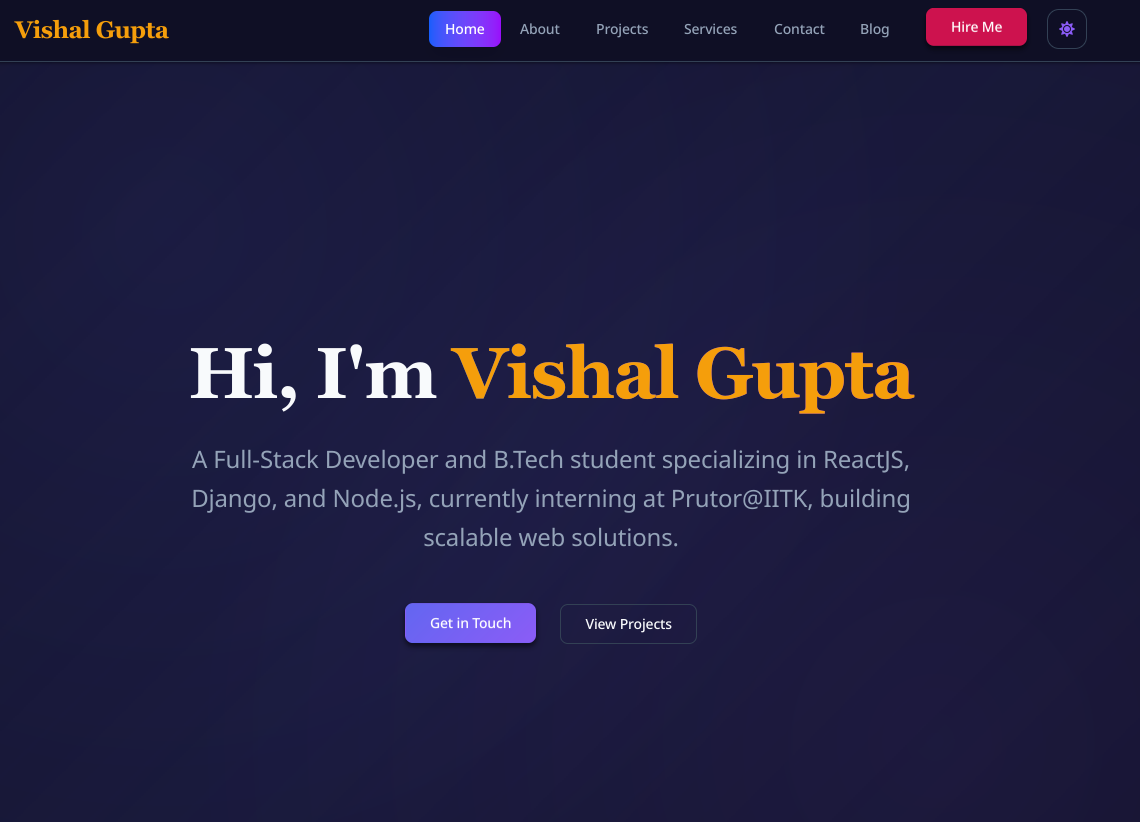 Vishal Gupta
Home
About
Projects
Services
Contact
Blog
Hire Me
Hi, I'm Vishal Gupta
A Full-Stack Developer and B.Tech student specializing in ReactJS,
Django, and Node.js, currently interning at Prutor@IITK, building
scalable web solutions.
Get in Touch
View Projects